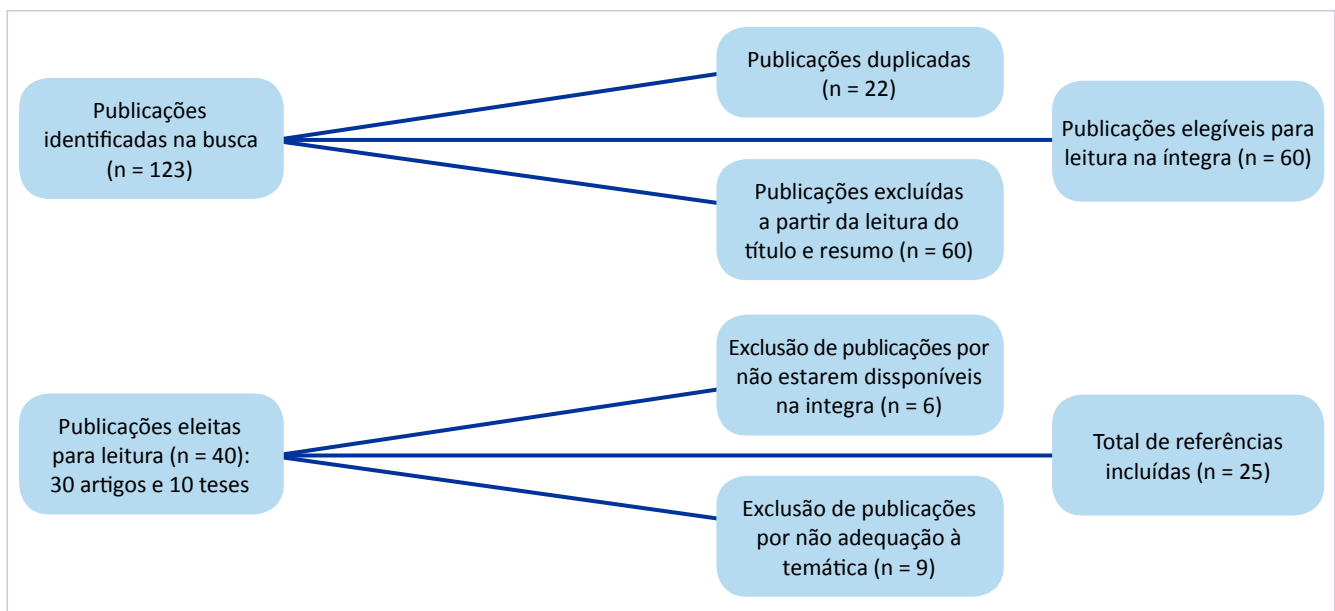 Publicações
identificadas na busca
(n = 123)
Publicações duplicadas
(n = 22)
Publicações excluídas
a partir da leitura do
título e resumo (n = 60)
Publicações elegíveis para
leitura na íntegra (n = 60)
Publicações eleitas
para leitura (n = 40):
30 artigos e 10 teses
Exclusão de publicações por
não estarem dissponíveis
na integra (n = 6)
Exclusão de publicações
por não adequação à
temática (n = 9)
Total de referências
incluídas (n = 25)